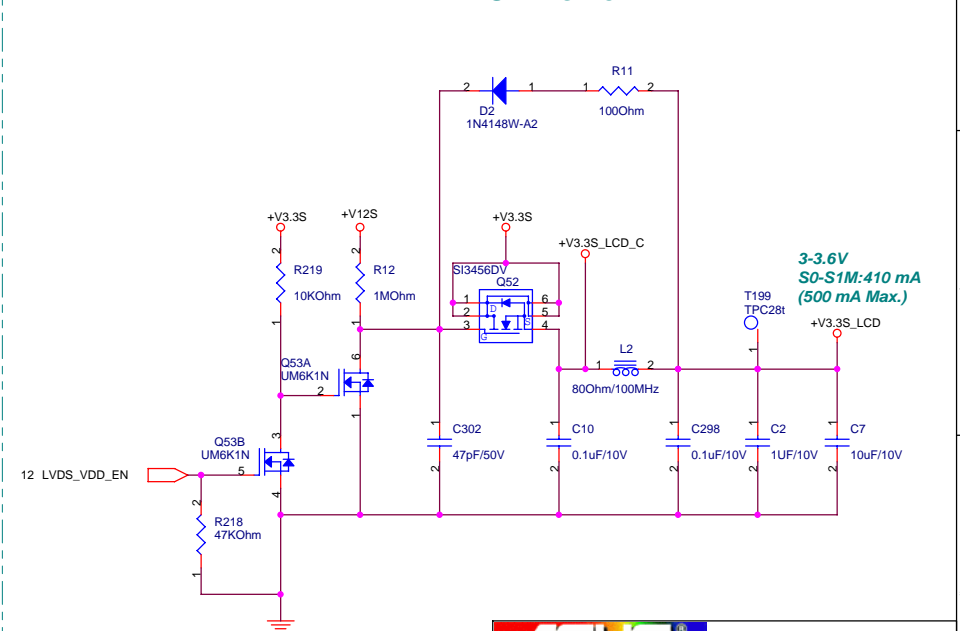 R11
2
1
1
2
D2
100Ohm
1N4148W-A2
+V3.3S
+V12S
+V3.3S
+V3.3S_LCD_C
3-3.6V
S0-S1M:410 mA
(500 mA Max.)
2
2
R219
R12
SI3456DV
Q52
10KOhm
1MOhm
T199
TPC28t
+V3.3S_LCD
1
2
3
D
S
G
6
5
4
1
1
1
L2
1
2
80Ohm/100MHz
Q53A
UM6K1N
6
2
1
Q53B
UM6K1N
3
5
4
1
C302
47pF/50V
2
1
C10
0.1uF/10V
2
1
C298
0.1uF/10V
2
1
C2
1UF/10V
2
1
C7
10uF/10V
2
12 LVDS_VDD_EN
2
R218
47KOhm
1